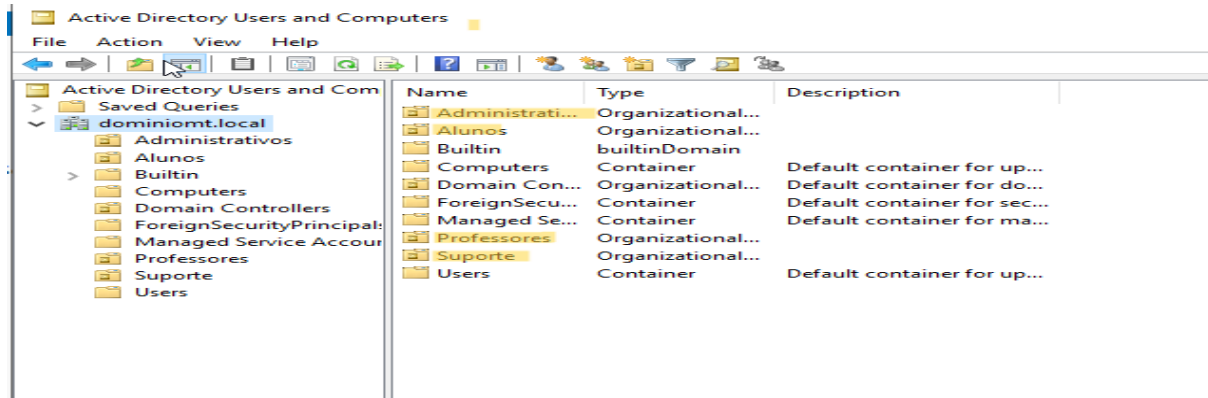 Active Directory Users and Computers
File Action View Help
Active Directory Users and Com
Saved Queries
dominiomt.local
Administrativos
Alunos
Builtin
Computers
Domain Controllers
ForeignSecurityPrincipals
Managed Service Accour
Professores
Suporte
Users
Name Type Description
Administrati... Organizational...
Alunos Organizational...
Builtin builtinDomain
Computers Container Default container for up...
Domain Con... Organizational... Default container for do...
ForeignSecu... Container Default container for sec...
Managed Se... Container Default container for ma...
Professores Organizational...
Suporte Organizational...
Users Container Default container for up...